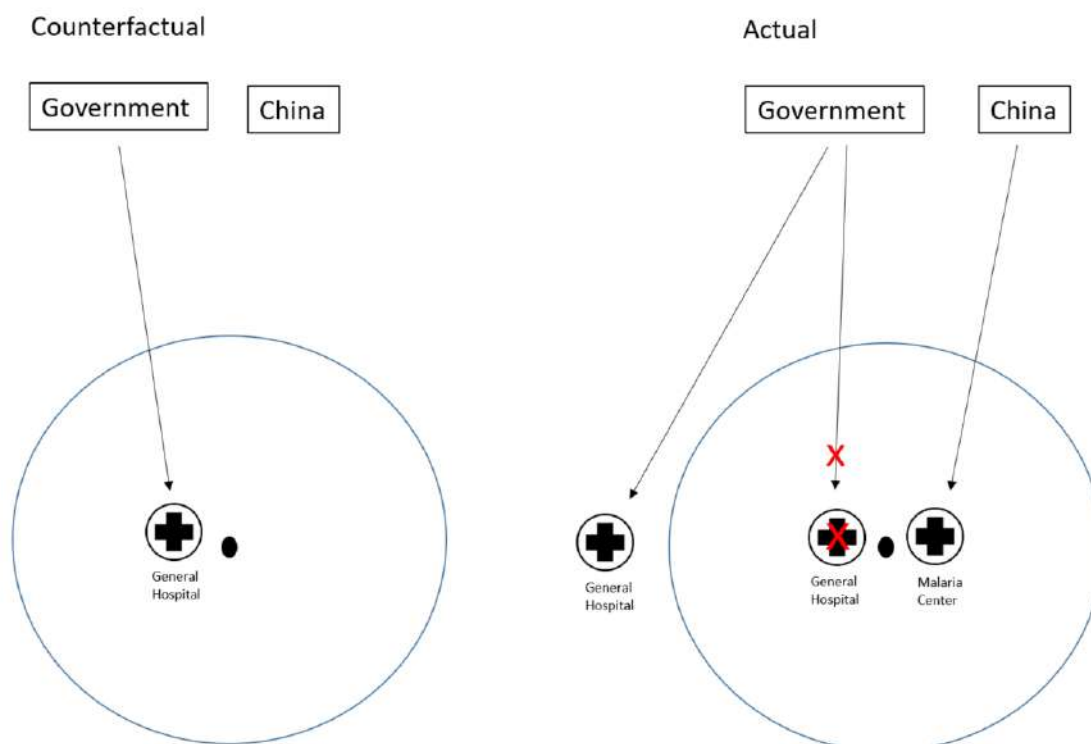 Counterfactual
Actual
Government
China
Government
China
General
Hospital
General
Hospital
General
Hospital
Malaria
Center